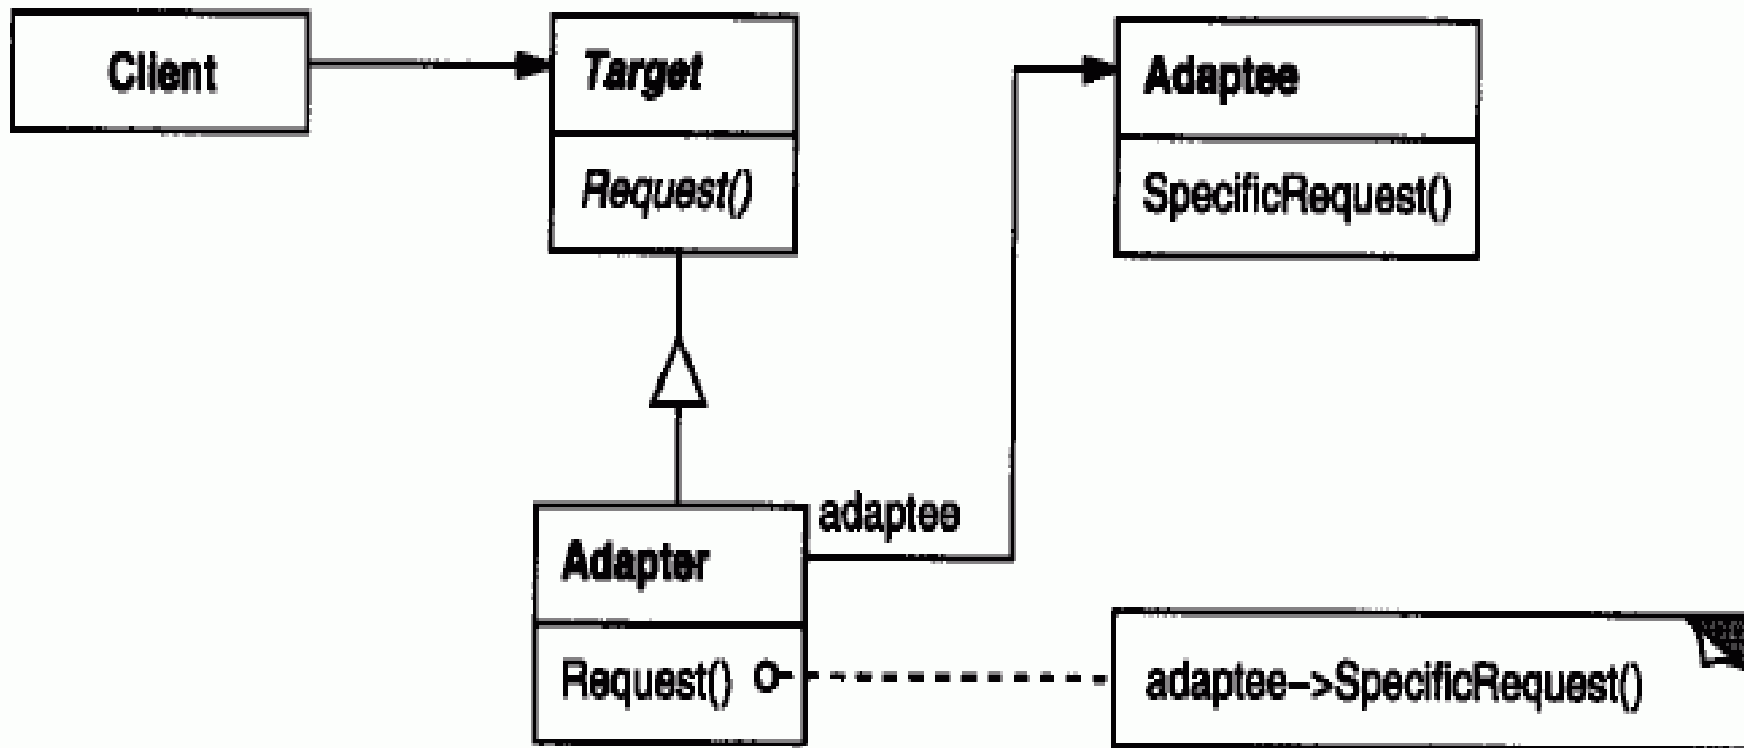 Client
Target
Request()
Adaptee
SpecificRequest()
adaptee
Adapter
Request()
adaptee->SpecificRequest()